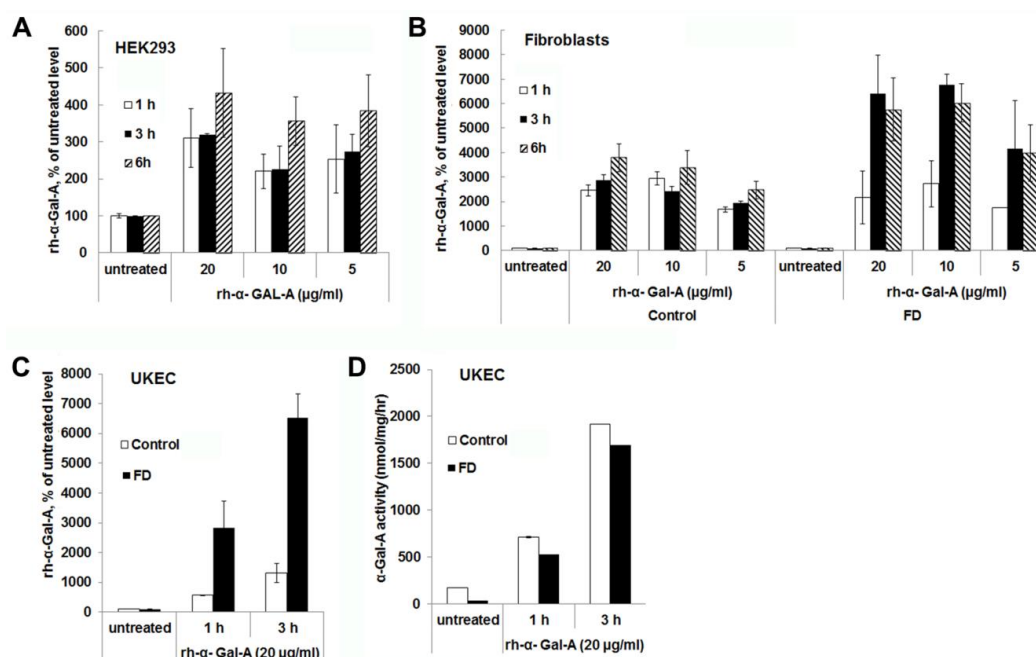 A
HEK293
rh-α-Gal-A, % of untreated level
600
500
400
300
200
100
0
1 h
3 h
6h
untreated 20 10 5
rh-α- GAL-A (µg/ml)
B
Fibroblasts
rh-α-Gal-A, % of untreated level
9000
8000
7000
6000
5000
4000
3000
2000
1000
0
1 h
3 h
6h
untreated 20 10 5 untreated 20 10 5
rh-α- Gal-A (µg/ml) rh-α- Gal-A (µg/ml)
Control FD
C
UKEC
rh-α-Gal-A, % of untreated level
8000
7000
6000
5000
4000
3000
2000
1000
0
Control
FD
untreated 1 h 3 h
rh-α- Gal-A (20 µg/ml)
D
UKEC
α-Gal-A activity (nmol/mg/hr)
2500
2000
1500
1000
500
0
Control
FD
untreated 1 h 3 h
rh-α- Gal-A (20 µg/ml)